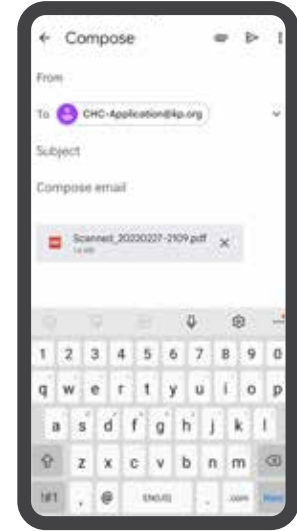 Compose
From
To CHC-Application@kp.org
Subject
Compose email
Scanned_20220227-2109.pdf
1 2 3 4 5 6 7 8 9 0
q w e r t y u i o p
a s d f g h j k l
z x c v b n m
!#1 , @ . .com